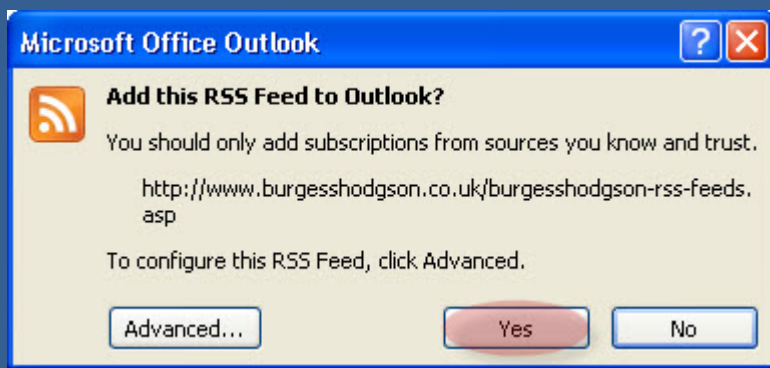 Microsoft Office Outlook
Add this RSS Feed to Outlook?
You should only add subscriptions from sources you know and trust.
http://www.burgesshodgson.co.uk/burgesshodgson-rss-feeds.
asp
To configure this RSS Feed, click Advanced.
Advanced... Yes No